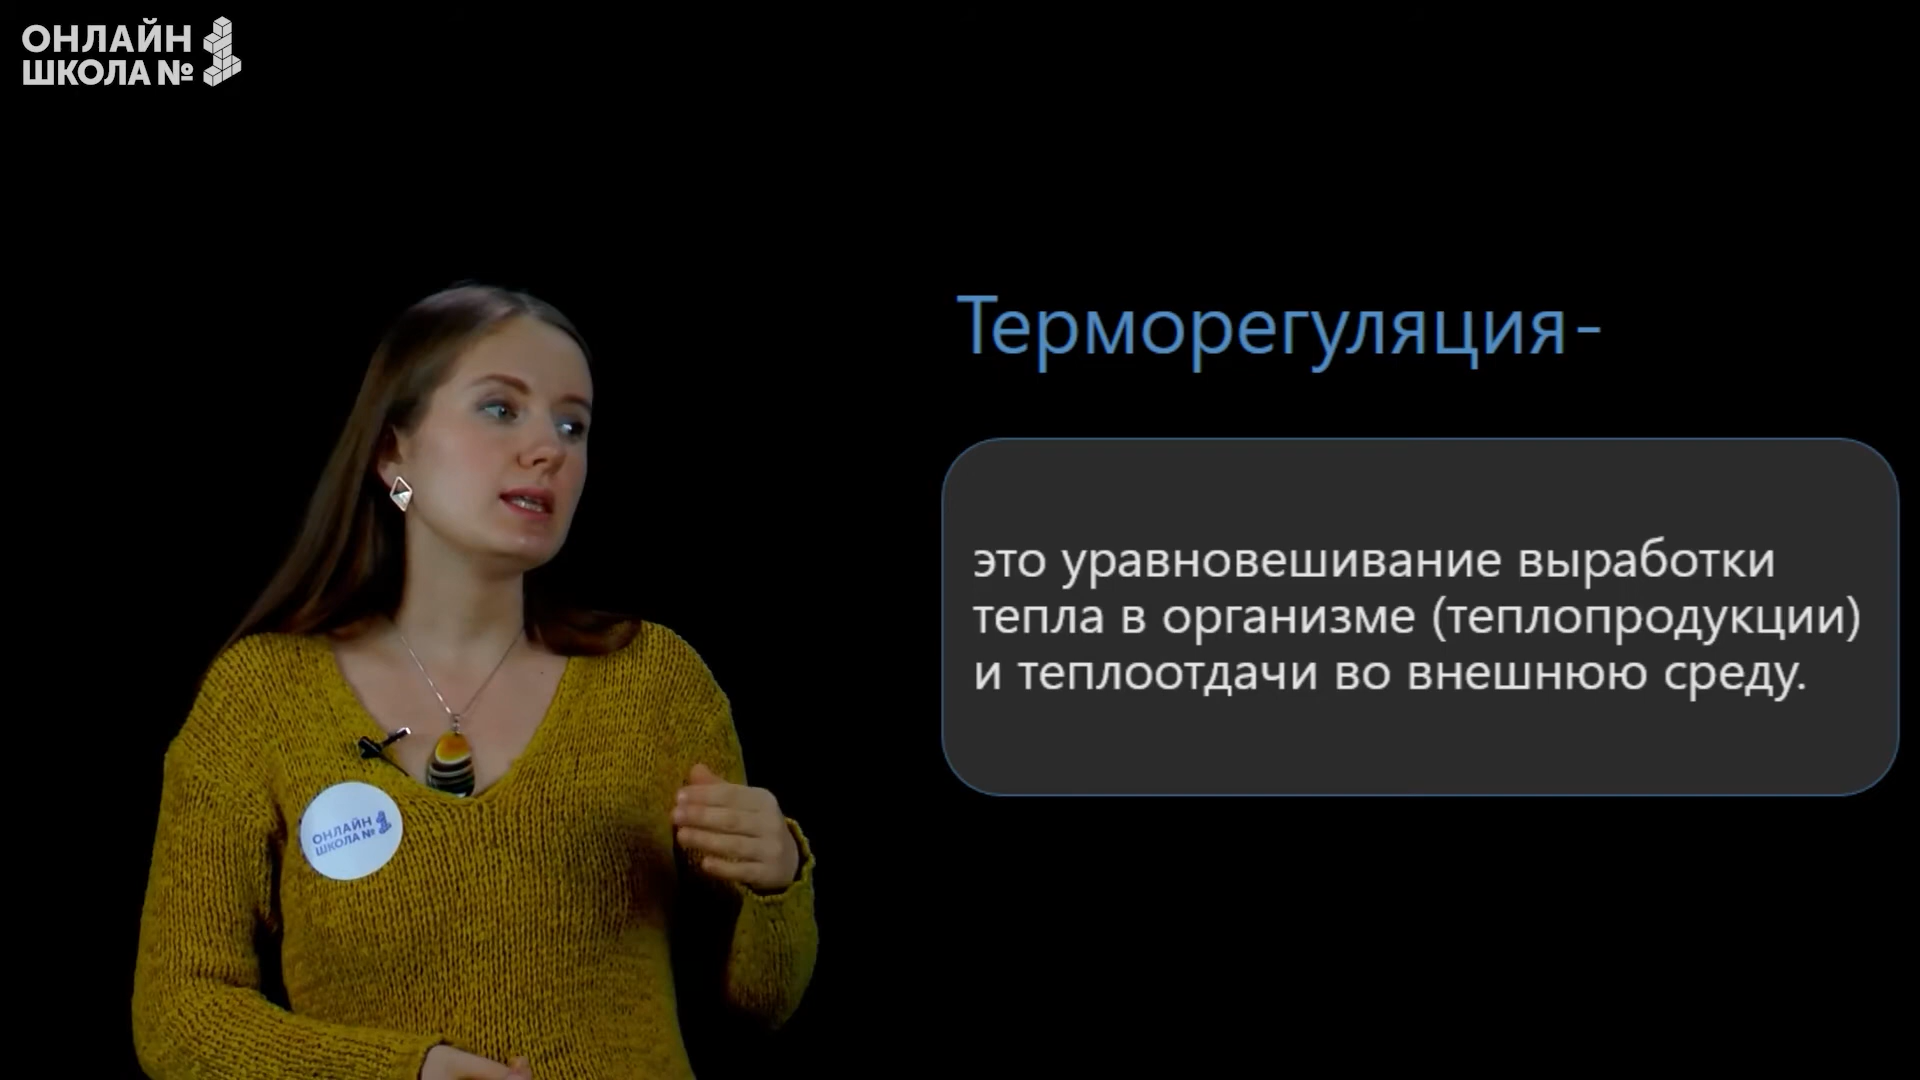 ОНЛАЙН
ШКОЛА №
Терморегуляция-
это уравновешивание выработки
тепла в организме (теплопродукции)
и теплоотдачи во внешнюю среду.
ОНЛАЙН
ШКОЛА №